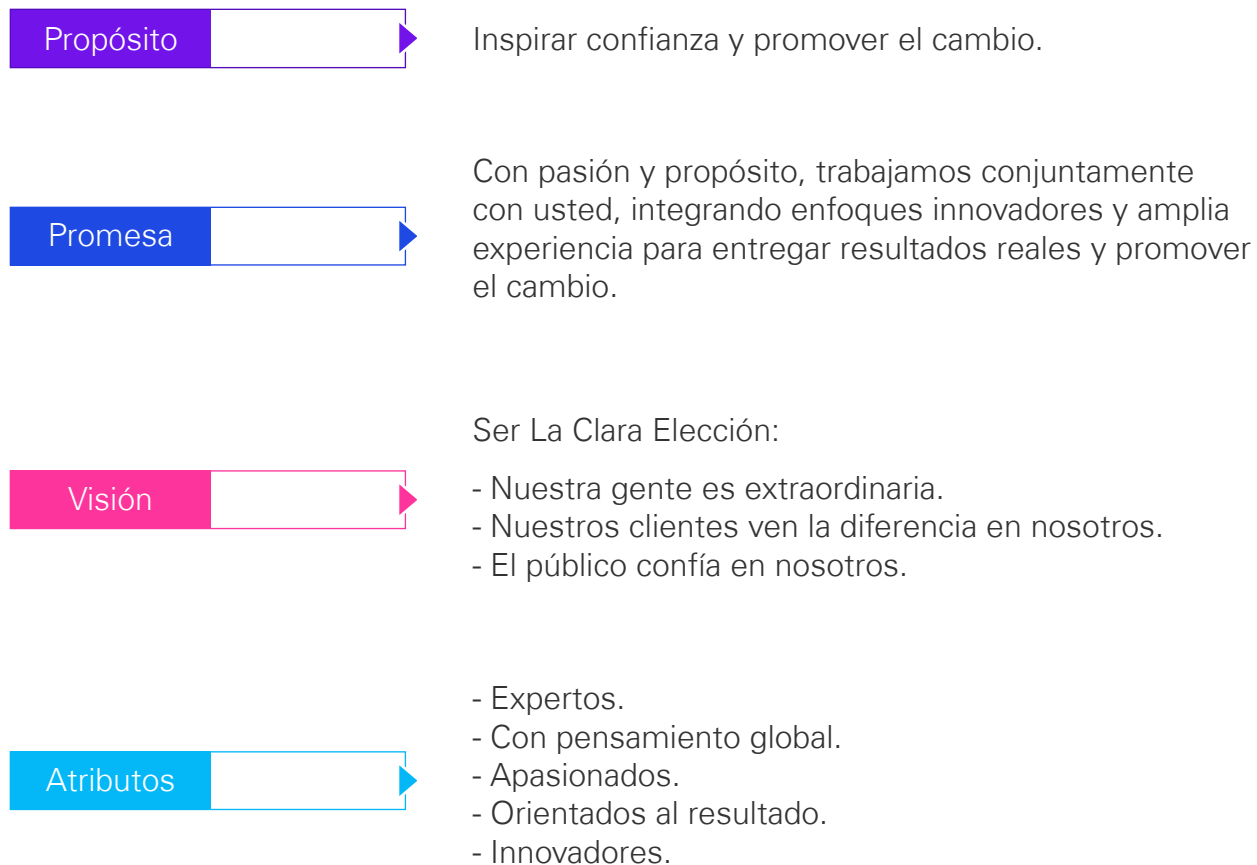 Propósito
Inspirar confianza y promover el cambio.
Promesa
Con pasión y propósito, trabajamos conjuntamente
con usted, integrando enfoques innovadores y amplia
experiencia para entregar resultados reales y promover
el cambio.
Visión
Ser La Clara Elección:
- Nuestra gente es extraordinaria.
- Nuestros clientes ven la diferencia en nosotros.
- El público confía en nosotros.
Atributos
- Expertos.
- Con pensamiento global.
- Apasionados.
- Orientados al resultado.
- Innovadores.